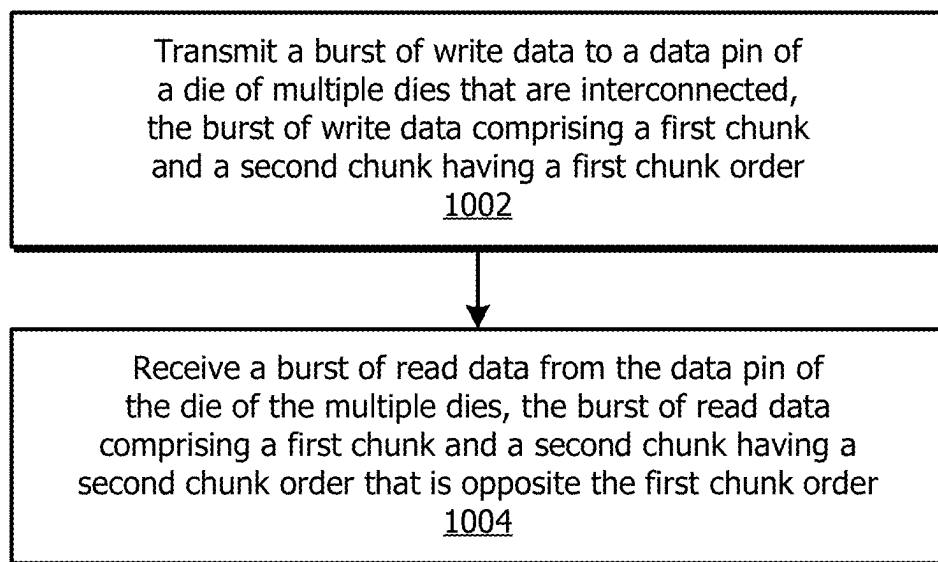 Transmit a burst of write data to a data pin of
a die of multiple dies that are interconnected,
the burst of write data comprising a first chunk
and a second chunk having a first chunk order
1002
Receive a burst of read data from the data pin of
the die of the multiple dies, the burst of read data
comprising a first chunk and a second chunk having a
second chunk order that is opposite the first chunk order
1004